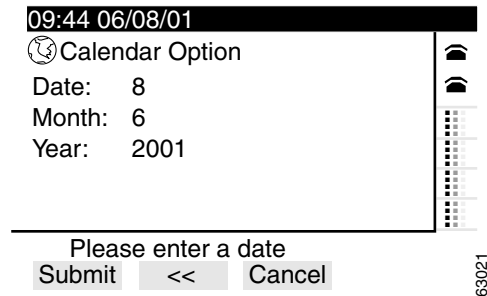 09:44 06/08/01
Calendar Option
Date: 8
Month: 6
Year: 2001
Please enter a date
Submit << Cancel
63021